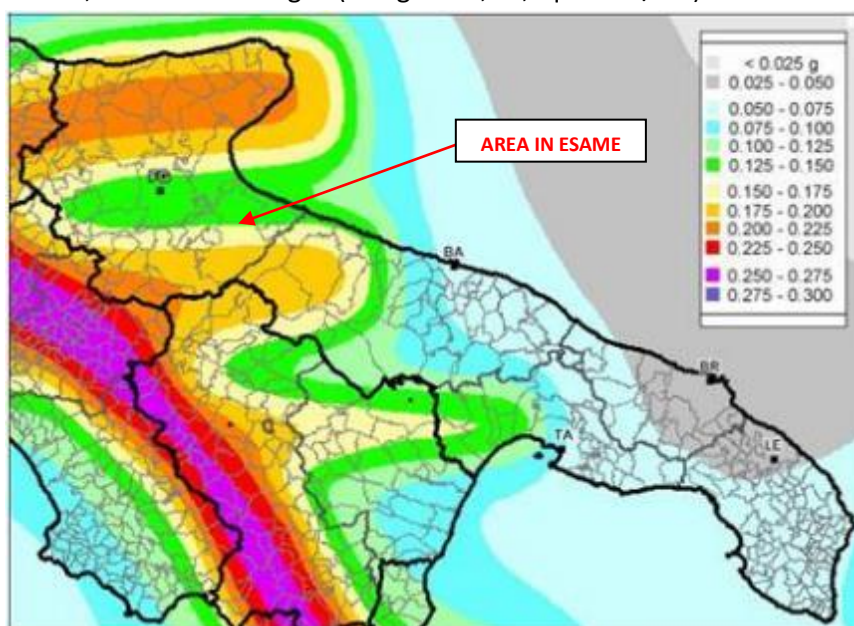 AREA IN ESAME
FG
BA
BR
TA
LE
< 0.025 g
0.025 - 0.050
0.050 - 0.075
0.075 - 0.100
0.100 - 0.125
0.125 - 0.150
0.150 - 0.175
0.175 - 0.200
0.200 - 0.225
0.225 - 0.250
0.250 - 0.275
0.275 - 0.300